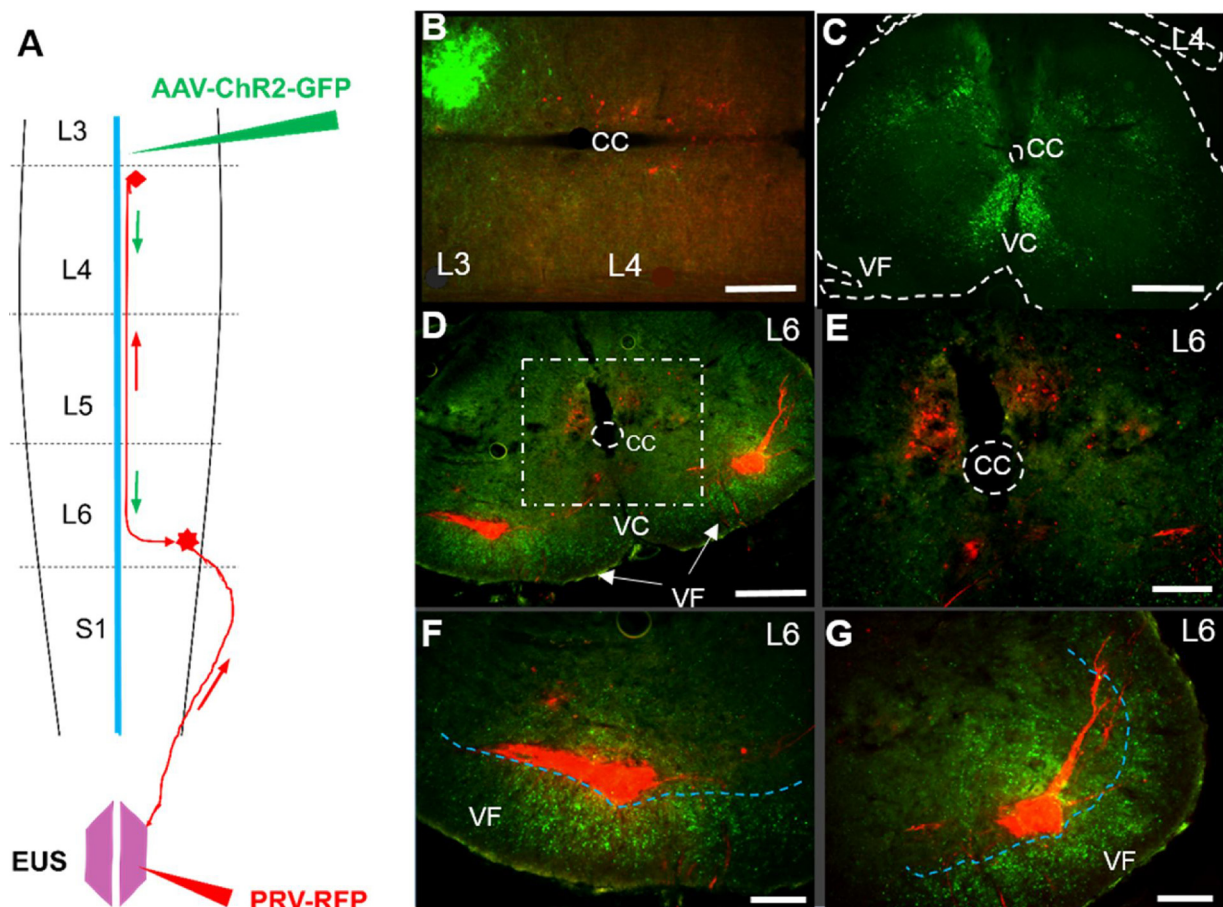 A
AAV-ChR2-GFP
L3
L4
L5
L6
S1
EUS
PRV-RFP
B
CC
L3
L4
C
L4
CC
VC
VF
D
L6
CC
VC
VF
E
L6
CC
F
L6
VF
G
L6
VF